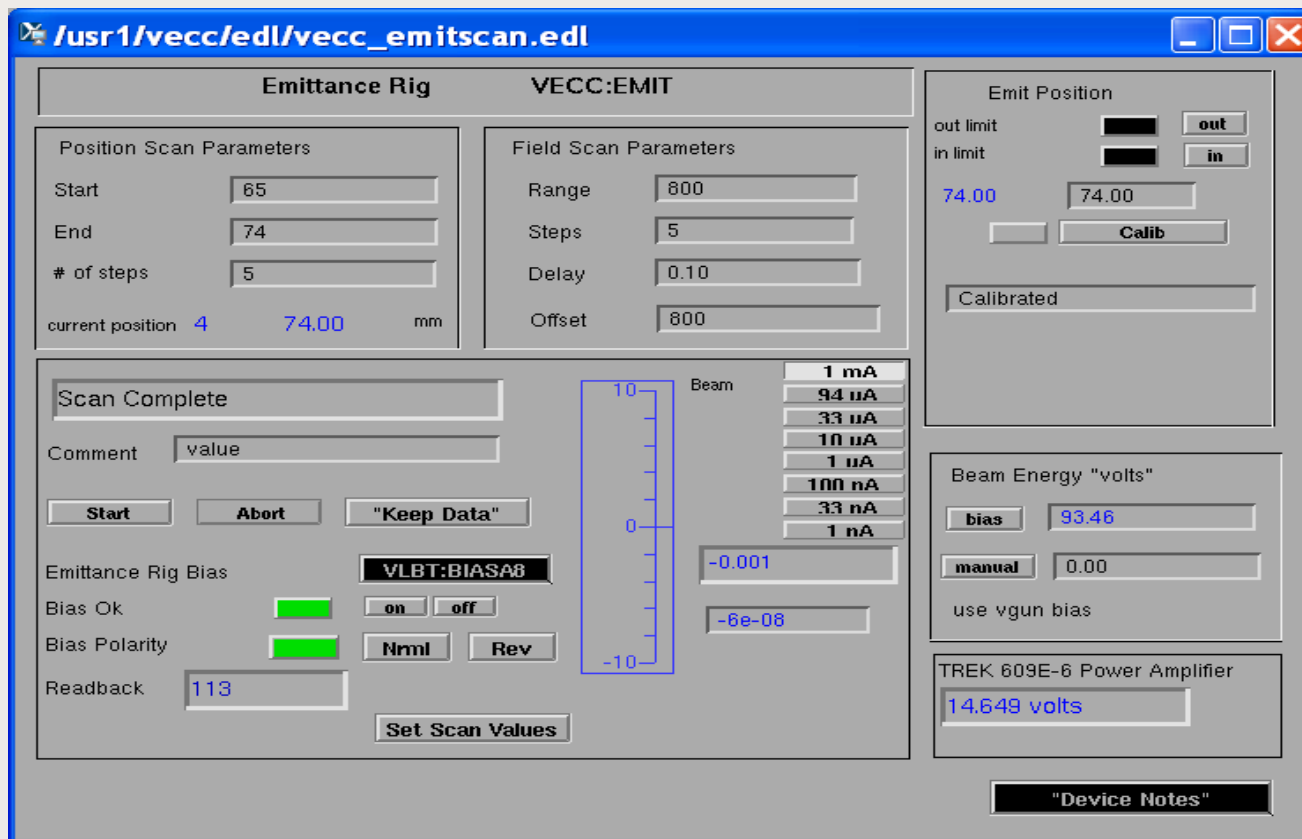 /usr1/vecc/edl/vecc_emitscan.edl
Emittance Rig VECC:EMIT
Position Scan Parameters
Start 65
End 74
# of steps 5
current position 4 74.00 mm
Field Scan Parameters
Range 800
Steps 5
Delay 0.10
Offset 800
Emit Position
out limit out
in limit in
74.00 74.00
Calib
Calibrated
Scan Complete
Comment value
Start Abort "Keep Data"
Emittance Rig Bias VLBT:BIASA8
Bias Ok on off
Bias Polarity Nrml Rev
Readback 113
Set Scan Values
10
0
-10
Beam
1 mA
94 uA
33 uA
10 uA
1 uA
100 nA
33 nA
1 nA
-0.001
-6e-08
Beam Energy "volts"
bias 93.46
manual 0.00
use vgun bias
TREK 609E-6 Power Amplifier
14.649 volts
"Device Notes"